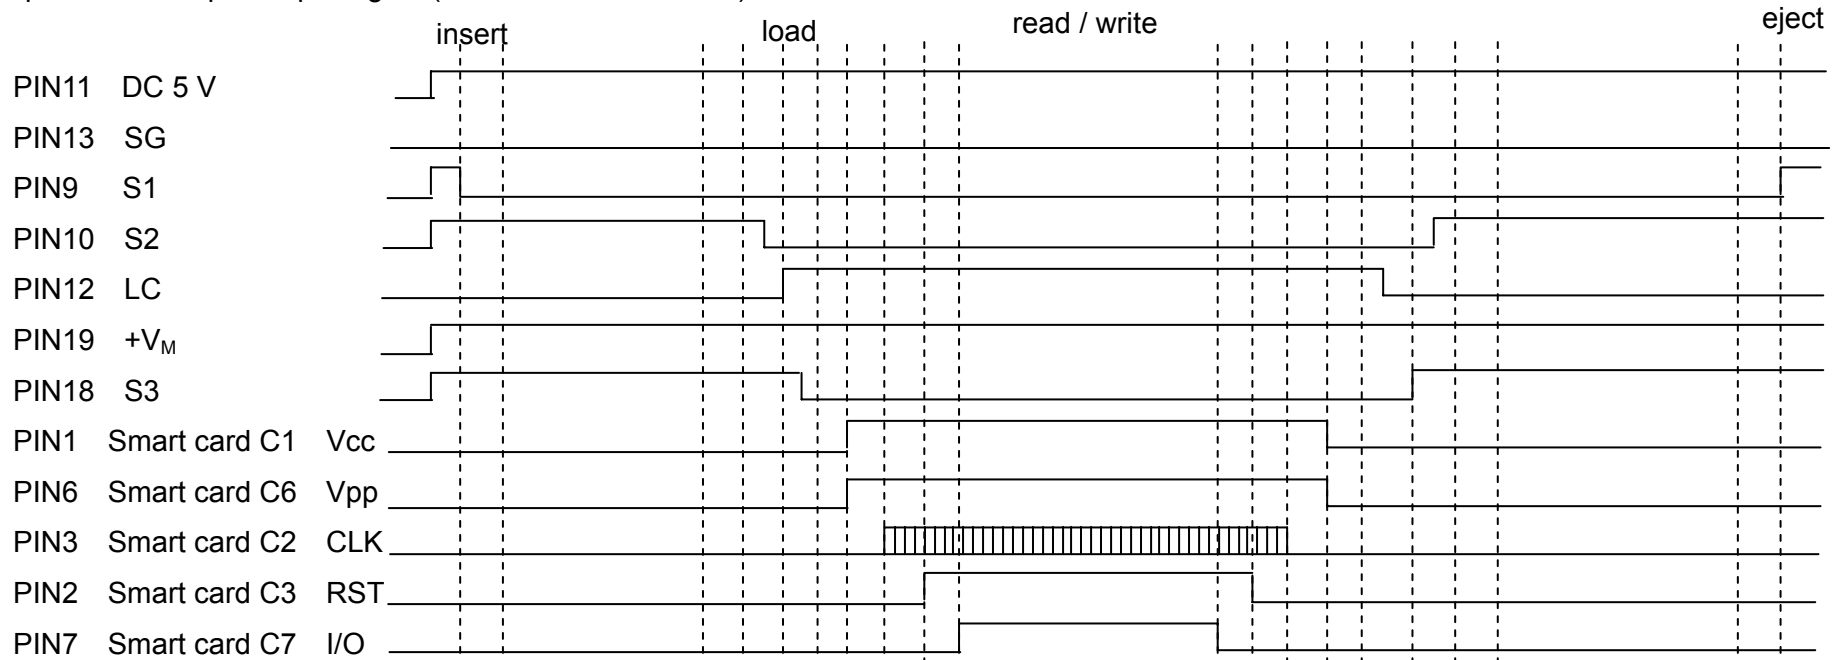 insert load read / write eject
PIN11 DC 5 V
PIN13 SG
PIN9 S1
PIN10 S2
PIN12 LC
PIN19 +VM
PIN18 S3
PIN1 Smart card C1 Vcc
PIN6 Smart card C6 Vpp
PIN3 Smart card C2 CLK
PIN2 Smart card C3 RST
PIN7 Smart card C7 I/O